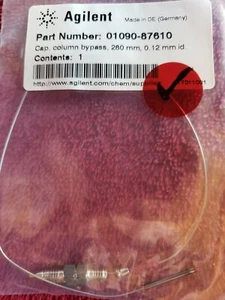 Agilent
Made in DE (Germany)
Part Number: 01090-87610
Cap, column bypass, 280 mm, 0.12 mm id
Contents: 1
www.agilent.com/chem/supplies